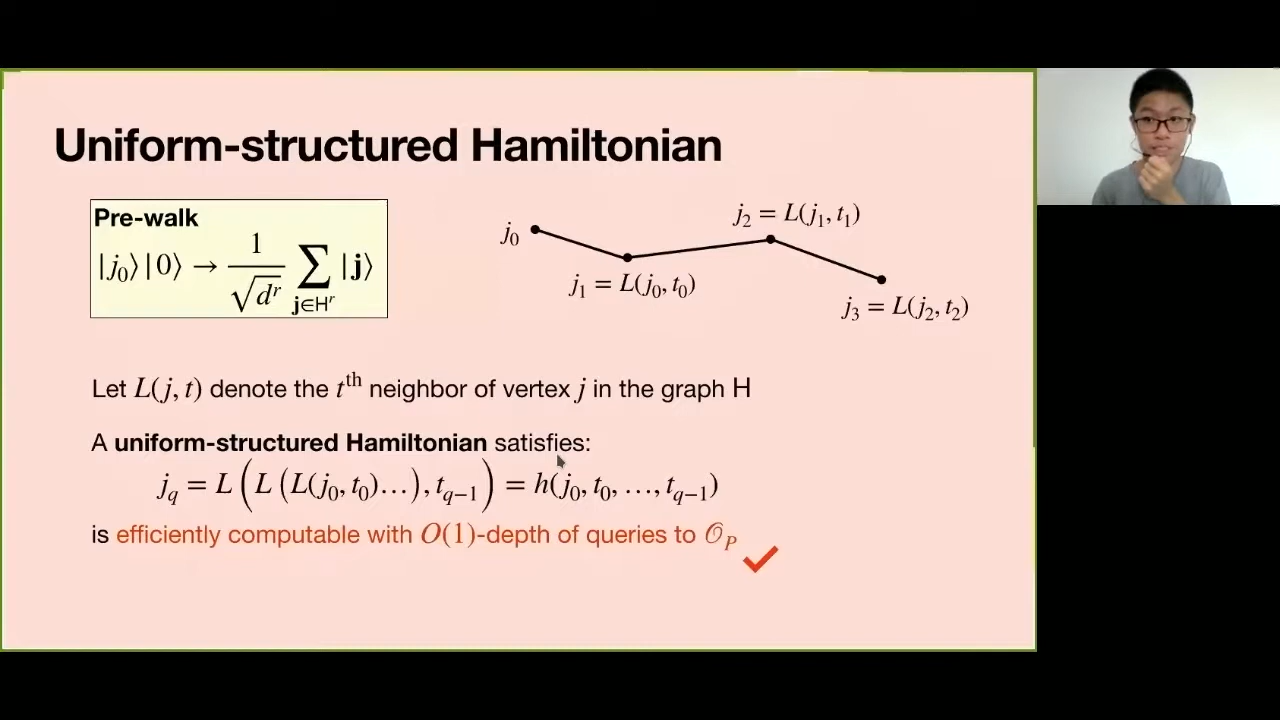 Uniform-structured Hamiltonian
Pre-walk
|j₀⟩|0⟩ → 1/√dʳ ∑_{𝐣∈Hʳ} |𝐣⟩
j₀
j₁ = L(j₀, t₀)
j₂ = L(j₁, t₁)
j₃ = L(j₂, t₂)
Let L(j, t) denote the tᵗʰ neighbor of vertex j in the graph H
A uniform-structured Hamiltonian satisfies:
j_q = L(L(L(j₀, t₀)…), t_{q−1}) = h(j₀, t₀, …, t_{q−1})
is efficiently computable with O(1)-depth of queries to 𝒪_P